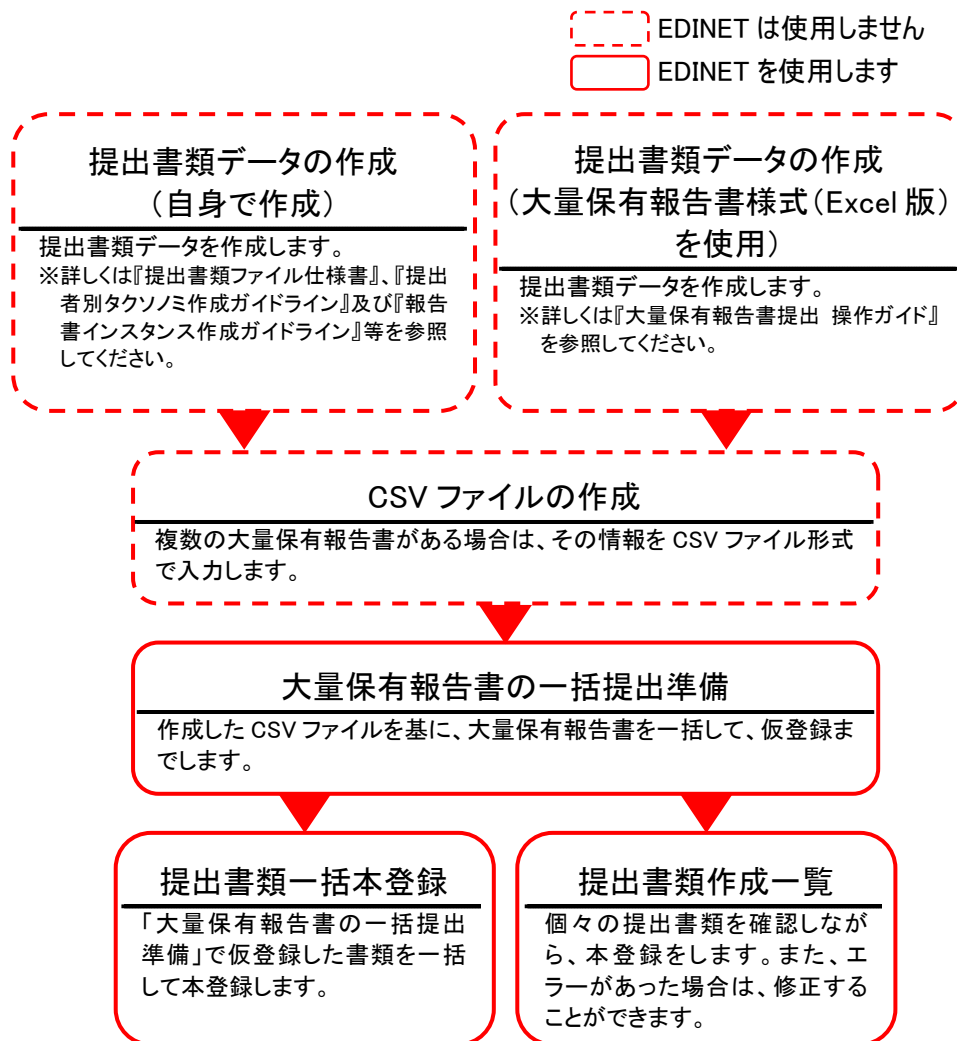 EDINET は使用しません
EDINET を使用します
提出書類データの作成
（自身で作成）
提出書類データを作成します。
※詳しくは『提出書類ファイル仕様書』、『提出
者別タクソノミ作成ガイドライン』及び『報告
書インスタンス作成ガイドライン』等を参照
してください。
提出書類データの作成
（大量保有報告書様式（Excel 版）
を使用）
提出書類データを作成します。
※詳しくは『大量保有報告書提出 操作ガイド』
を参照してください。
CSV ファイルの作成
複数の大量保有報告書がある場合は、その情報を CSV ファイル形式
で入力します。
大量保有報告書の一括提出準備
作成した CSV ファイルを基に、大量保有報告書を一括して、仮登録ま
でします。
提出書類一括本登録
「大量保有報告書の一括提出
準備」で仮登録した書類を一括
して本登録します。
提出書類作成一覧
個々の提出書類を確認しなが
ら、本登録をします。また、エ
ラーがあった場合は、修正する
ことができます。